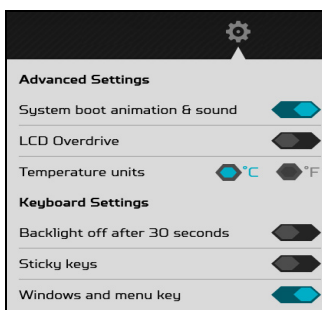 Advanced Settings
System boot animation & sound
LCD Overdrive
Temperature units °C °F
Keyboard Settings
Backlight off after 30 seconds
Sticky keys
Windows and menu key